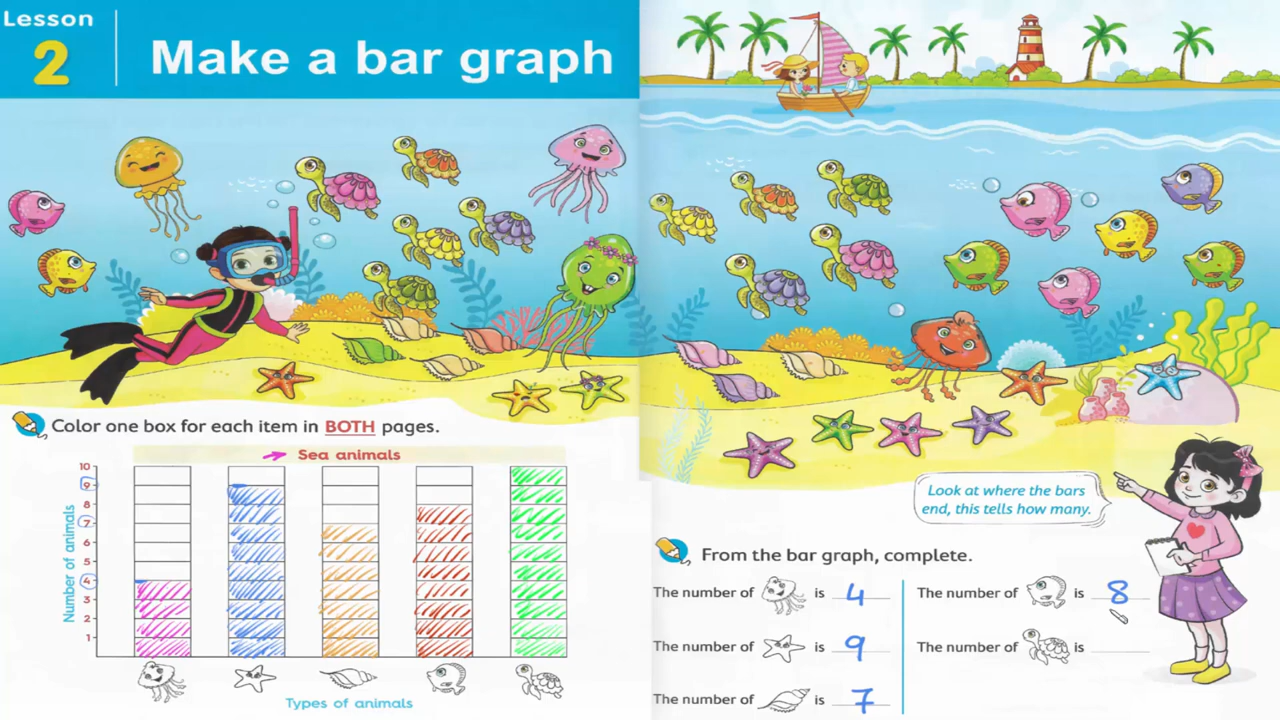 Lesson
2
Make a bar graph
Color one box for each item in BOTH pages.
Sea animals
Number of animals
10
9
8
7
6
5
4
3
2
1
Types of animals
Look at where the bars
end, this tells how many.
From the bar graph, complete.
The number of is 4
The number of is 9
The number of is 7
The number of is 8
The number of is